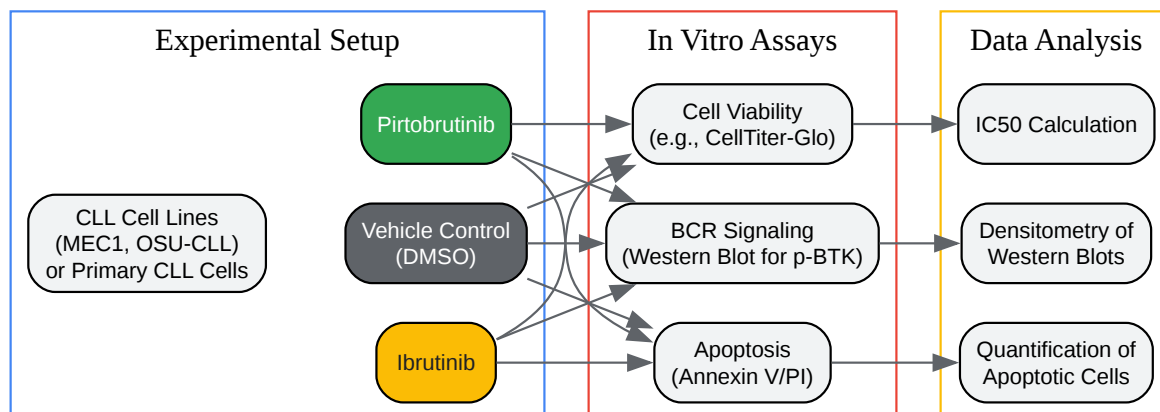 Experimental Setup
In Vitro Assays
Data Analysis
Pirtobrutinib
Cell Viability
(e.g., CellTiter-Glo)
IC50 Calculation
CLL Cell Lines
(MEC1, OSU-CLL)
or Primary CLL Cells
Vehicle Control
(DMSO)
BCR Signaling
(Western Blot for p-BTK)
Densitometry of
Western Blots
Ibrutinib
Apoptosis
(Annexin V/PI)
Quantification of
Apoptotic Cells